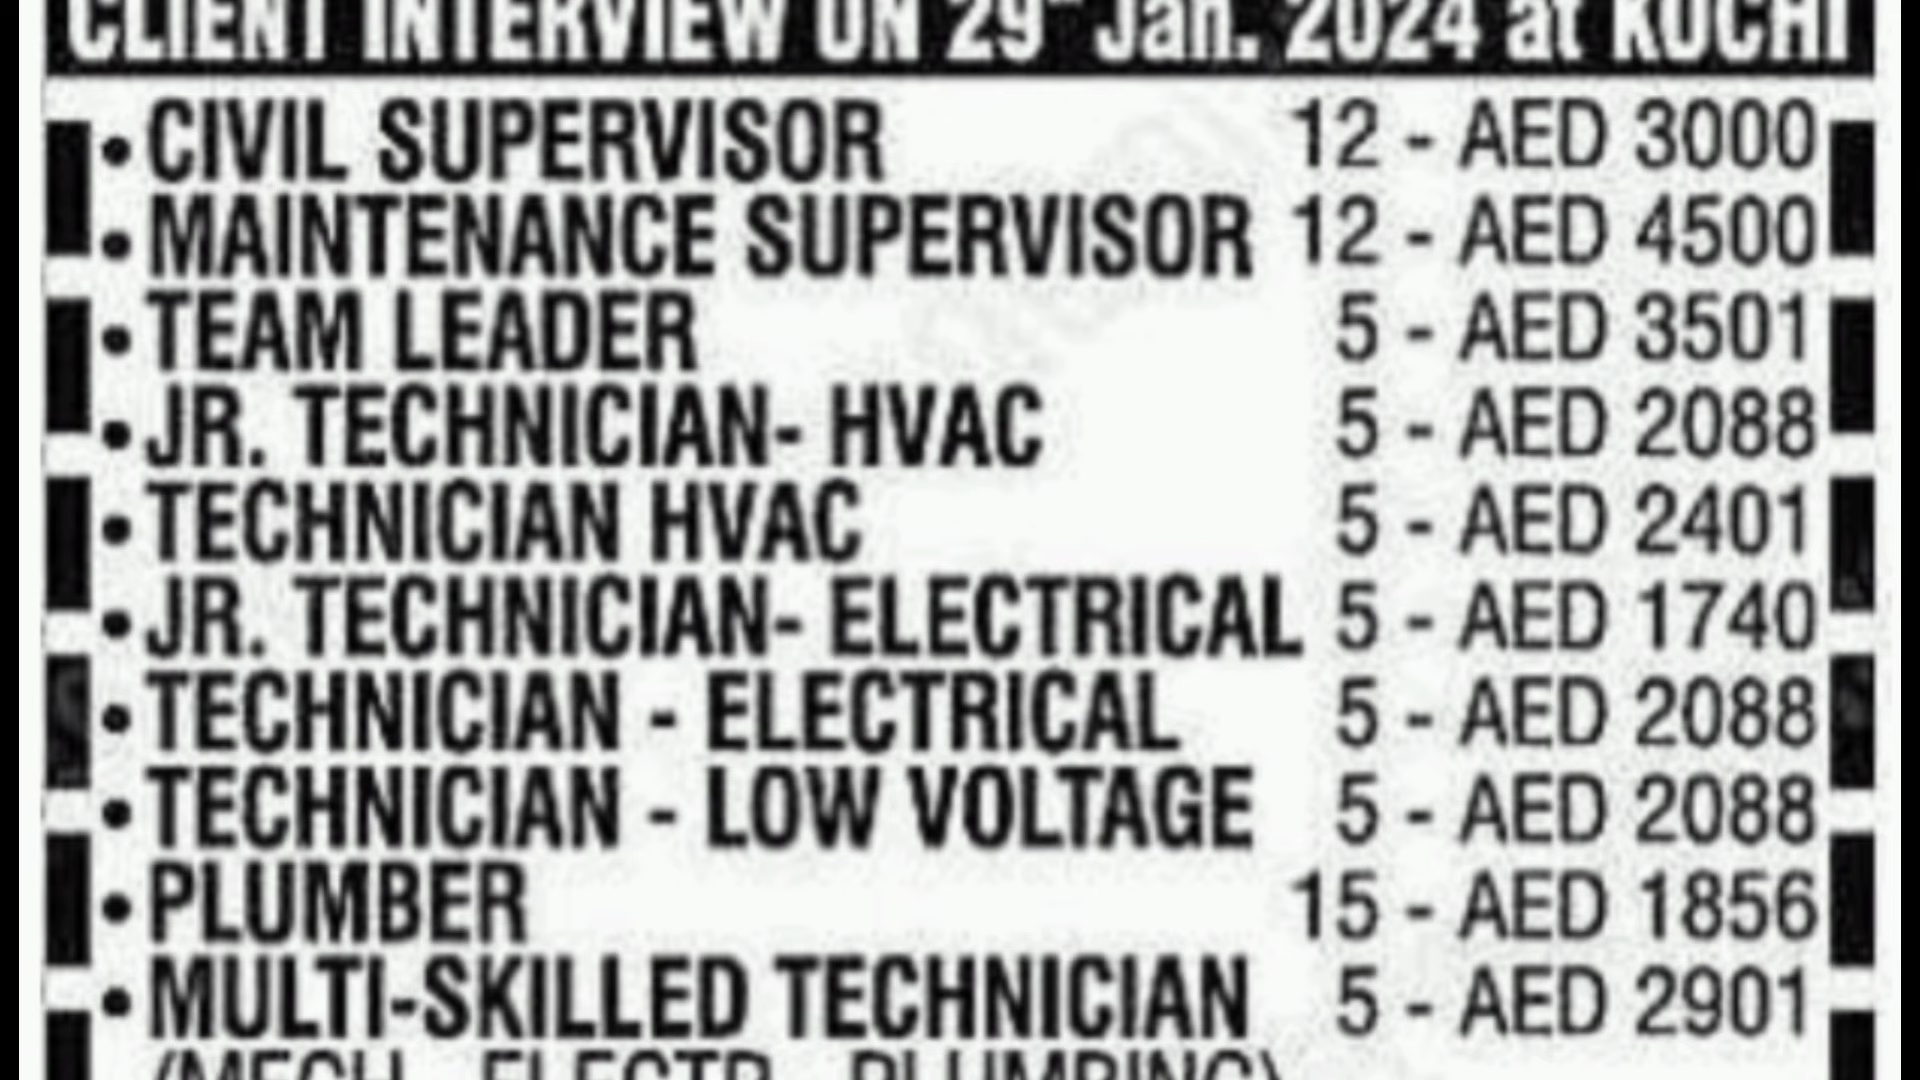 CLIENT INTERVIEW ON 29th Jan. 2024 at KOCHI
• CIVIL SUPERVISOR 12 - AED 3000
• MAINTENANCE SUPERVISOR 12 - AED 4500
• TEAM LEADER 5 - AED 3501
• JR. TECHNICIAN- HVAC 5 - AED 2088
• TECHNICIAN HVAC 5 - AED 2401
• JR. TECHNICIAN- ELECTRICAL 5 - AED 1740
• TECHNICIAN - ELECTRICAL 5 - AED 2088
• TECHNICIAN - LOW VOLTAGE 5 - AED 2088
• PLUMBER 15 - AED 1856
• MULTI-SKILLED TECHNICIAN 5 - AED 2901
(MECH., ELECTR., PLUMBING)